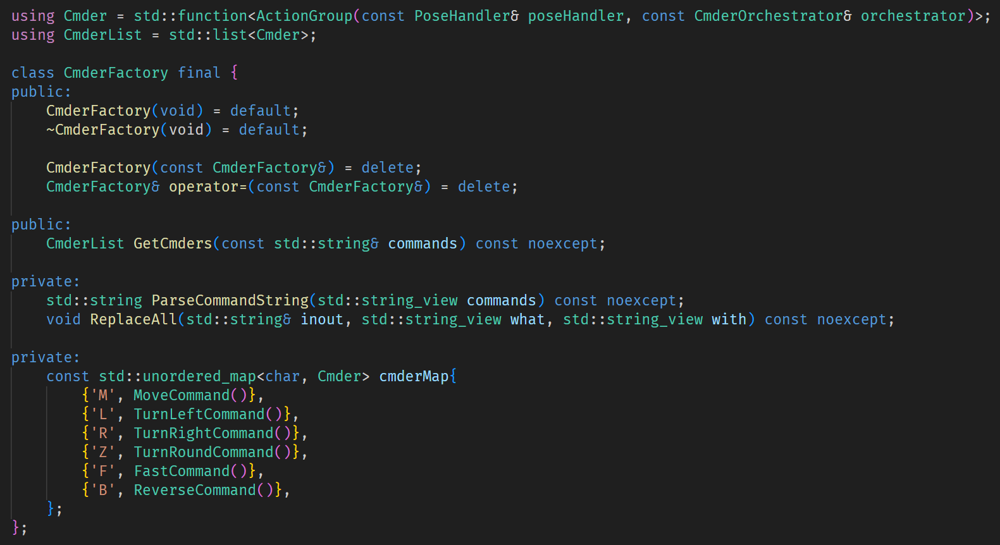 using Cmder = std::function<ActionGroup(const PoseHandler& poseHandler, const CmderOrchestrator& orchestrator)>;
using CmderList = std::list<Cmder>;

class CmderFactory final {
public:
    CmderFactory(void) = default;
    ~CmderFactory(void) = default;

    CmderFactory(const CmderFactory&) = delete;
    CmderFactory& operator=(const CmderFactory&) = delete;

public:
    CmderList GetCmders(const std::string& commands) const noexcept;

private:
    std::string ParseCommandString(std::string_view commands) const noexcept;
    void ReplaceAll(std::string& inout, std::string_view what, std::string_view with) const noexcept;

private:
    const std::unordered_map<char, Cmder> cmderMap{
        {'M', MoveCommand()},
        {'L', TurnLeftCommand()},
        {'R', TurnRightCommand()},
        {'Z', TurnRoundCommand()},
        {'F', FastCommand()},
        {'B', ReverseCommand()},
    };
};